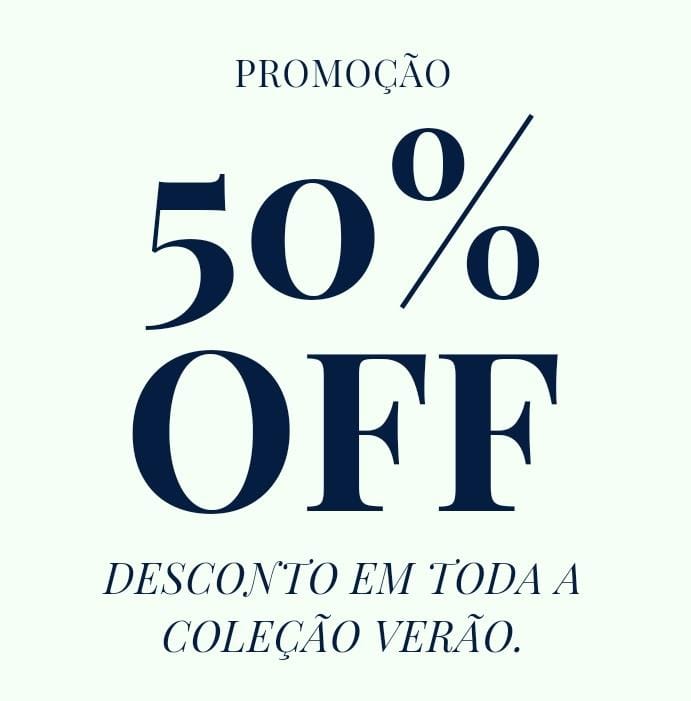 PROMOÇÃO
50%
OFF
DESCONTO EM TODA A
COLEÇÃO VERÃO.